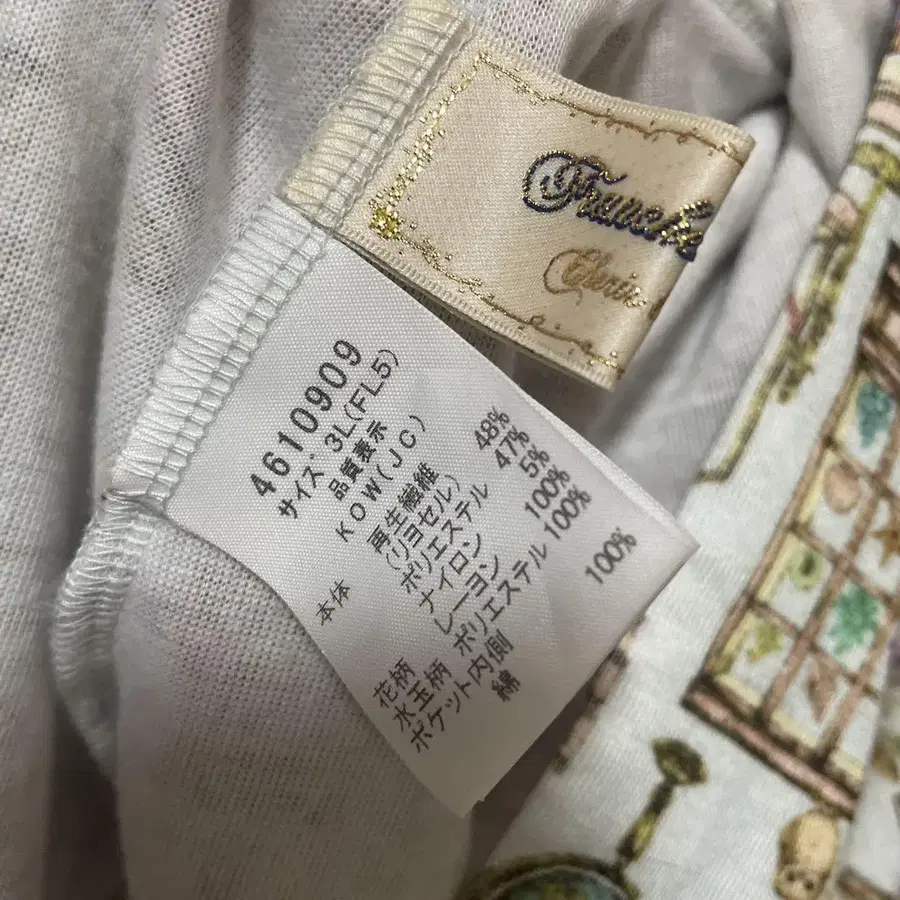 4610909
サイズ 3L(FL5)
品質表示
KOW(JC)
本体 再生繊維 48%
(リヨセル)
ポリエステル 47%
ナイロン 5%
花柄 レーヨン 100%
水玉柄 ポリエステル 100%
ポケット内側
綿 100%